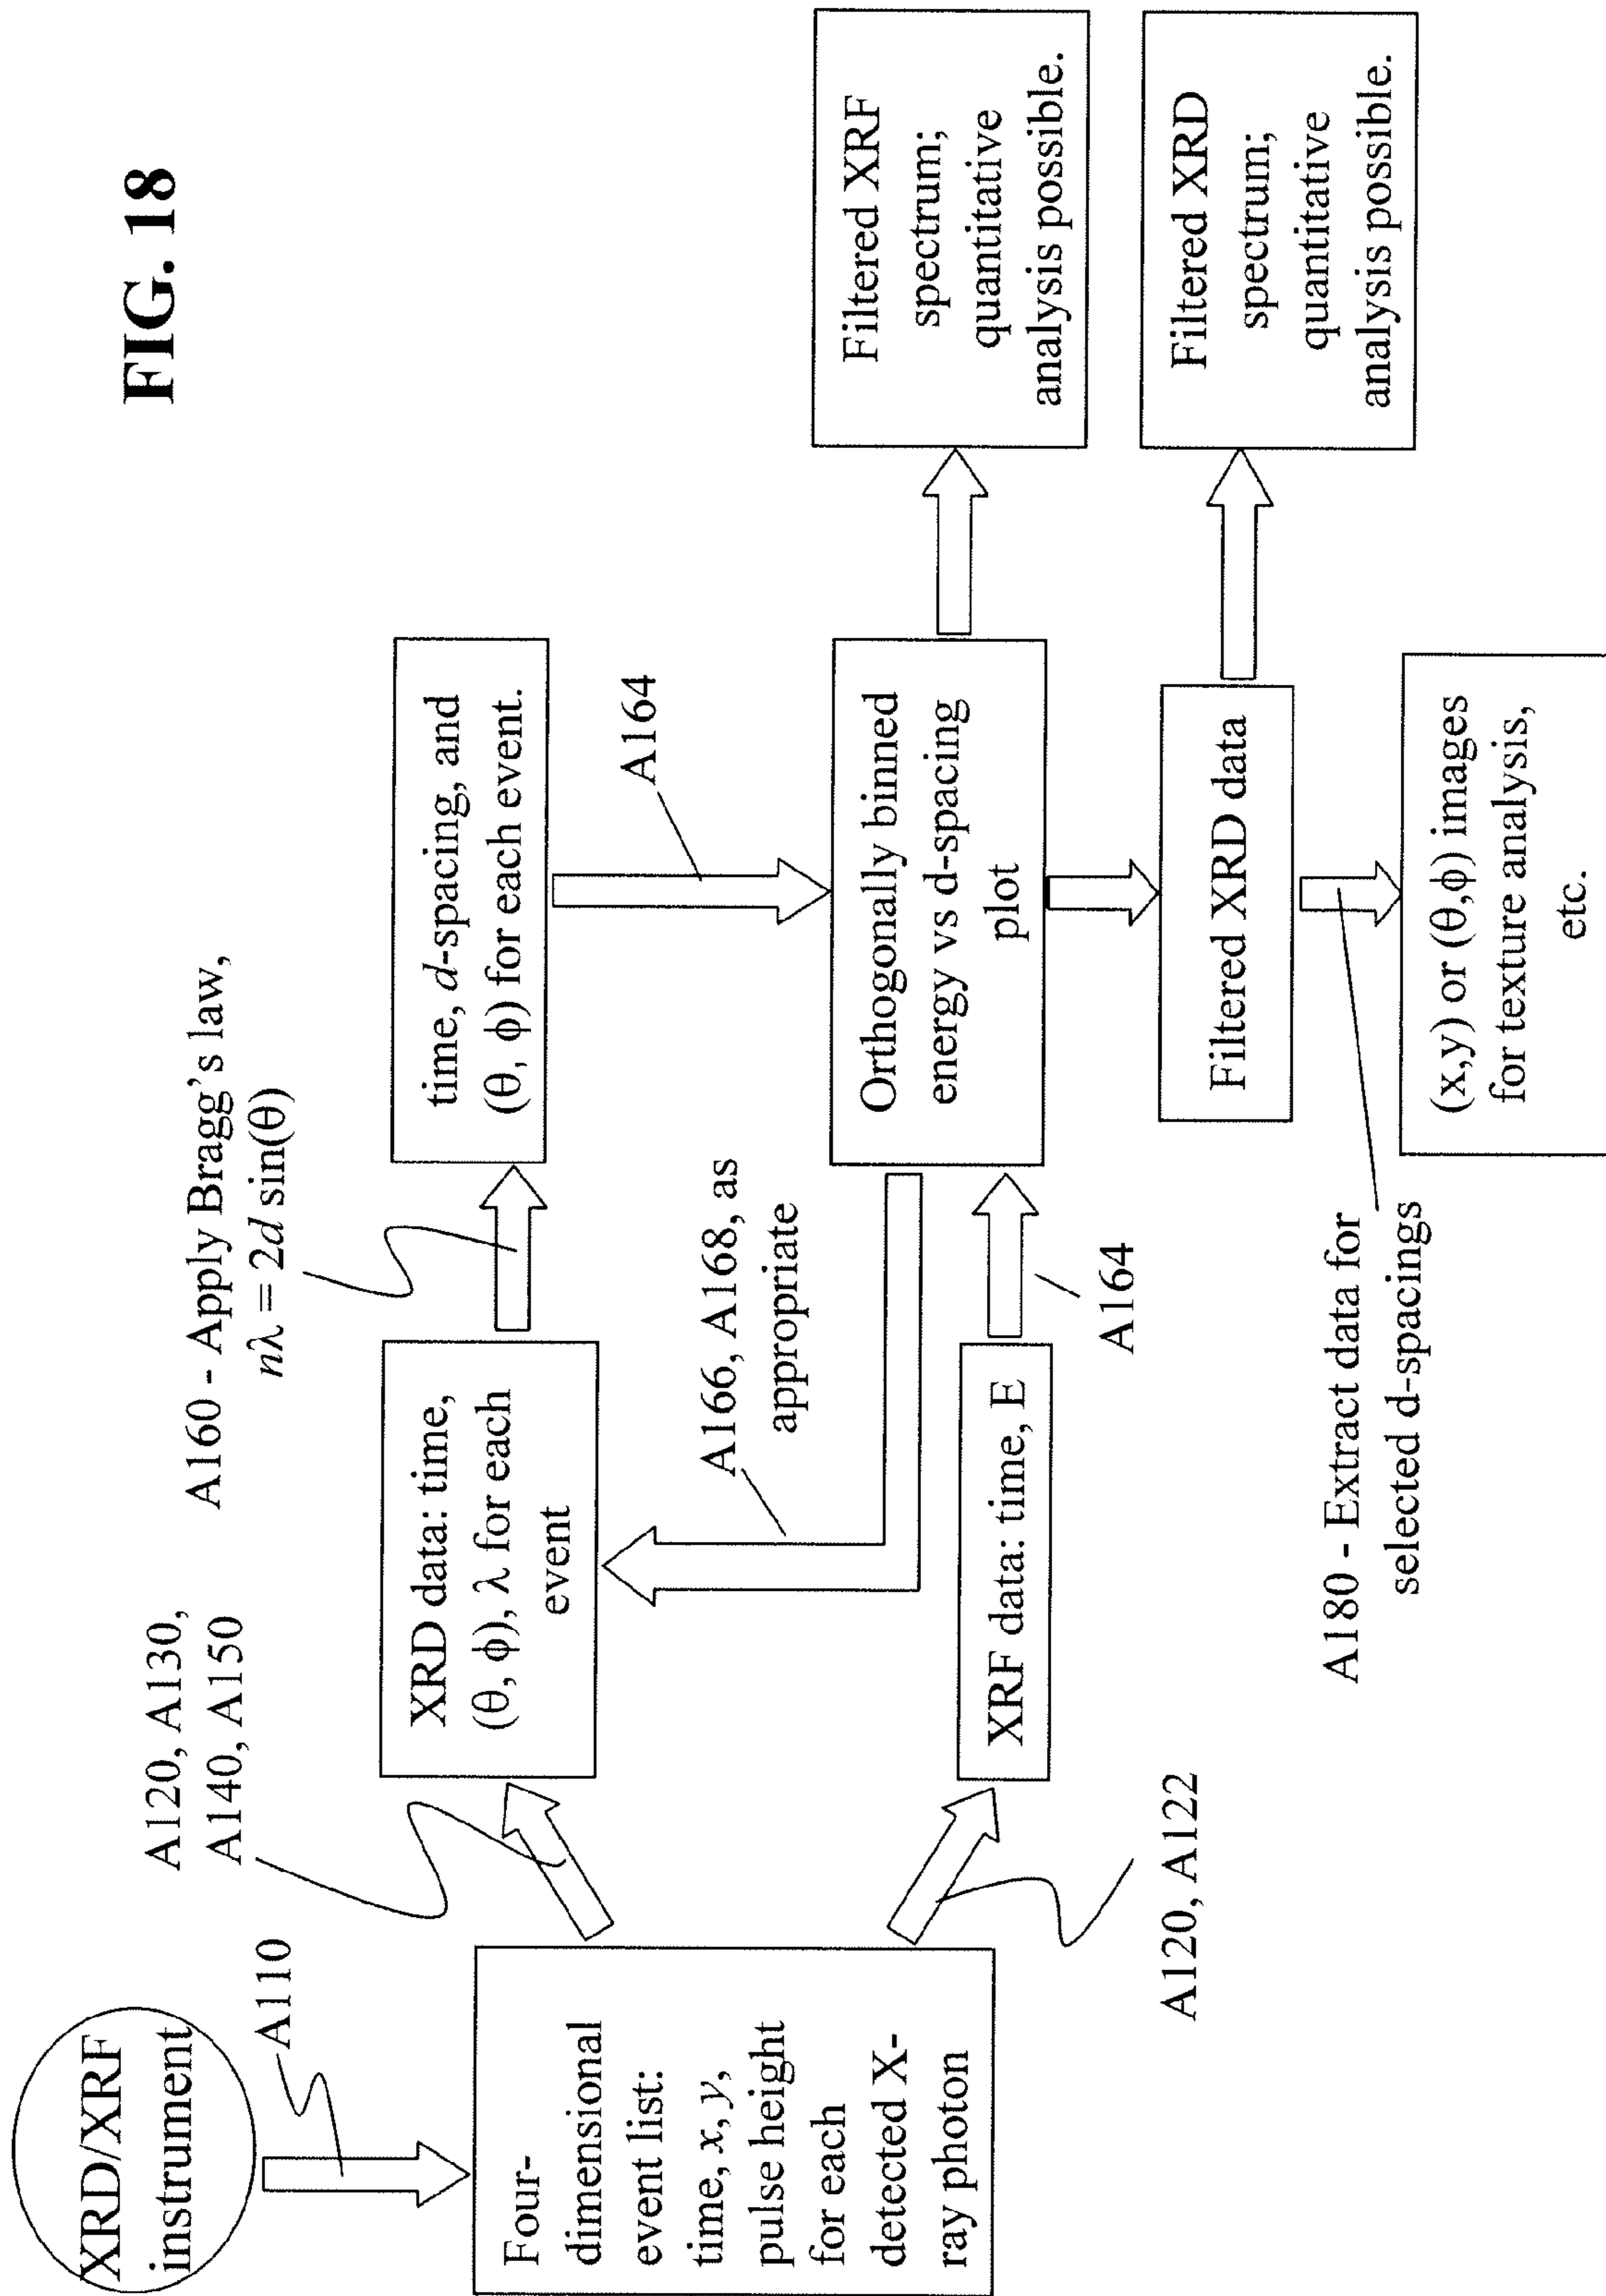 FIG. 18
XRD/XRF
instrument
A110
Four-
dimensional
event list:
time, x, y,
pulse height
for each
detected X-
ray photon
A120, A130,
A140, A150
XRD data: time,
(θ, ϕ), λ for each
event
A160 - Apply Bragg's law,
nλ = 2d sin(θ)
time, d-spacing, and
(θ, ϕ) for each event.
A164
A166, A168, as
appropriate
A120, A122
XRF data: time, E
A164
Orthogonally binned
energy vs d-spacing
plot
Filtered XRF
spectrum;
quantitative
analysis possible.
Filtered XRD data
Filtered XRD
spectrum;
quantitative
analysis possible.
A180 - Extract data for
selected d-spacings
(x,y) or (θ,ϕ) images
for texture analysis,
etc.